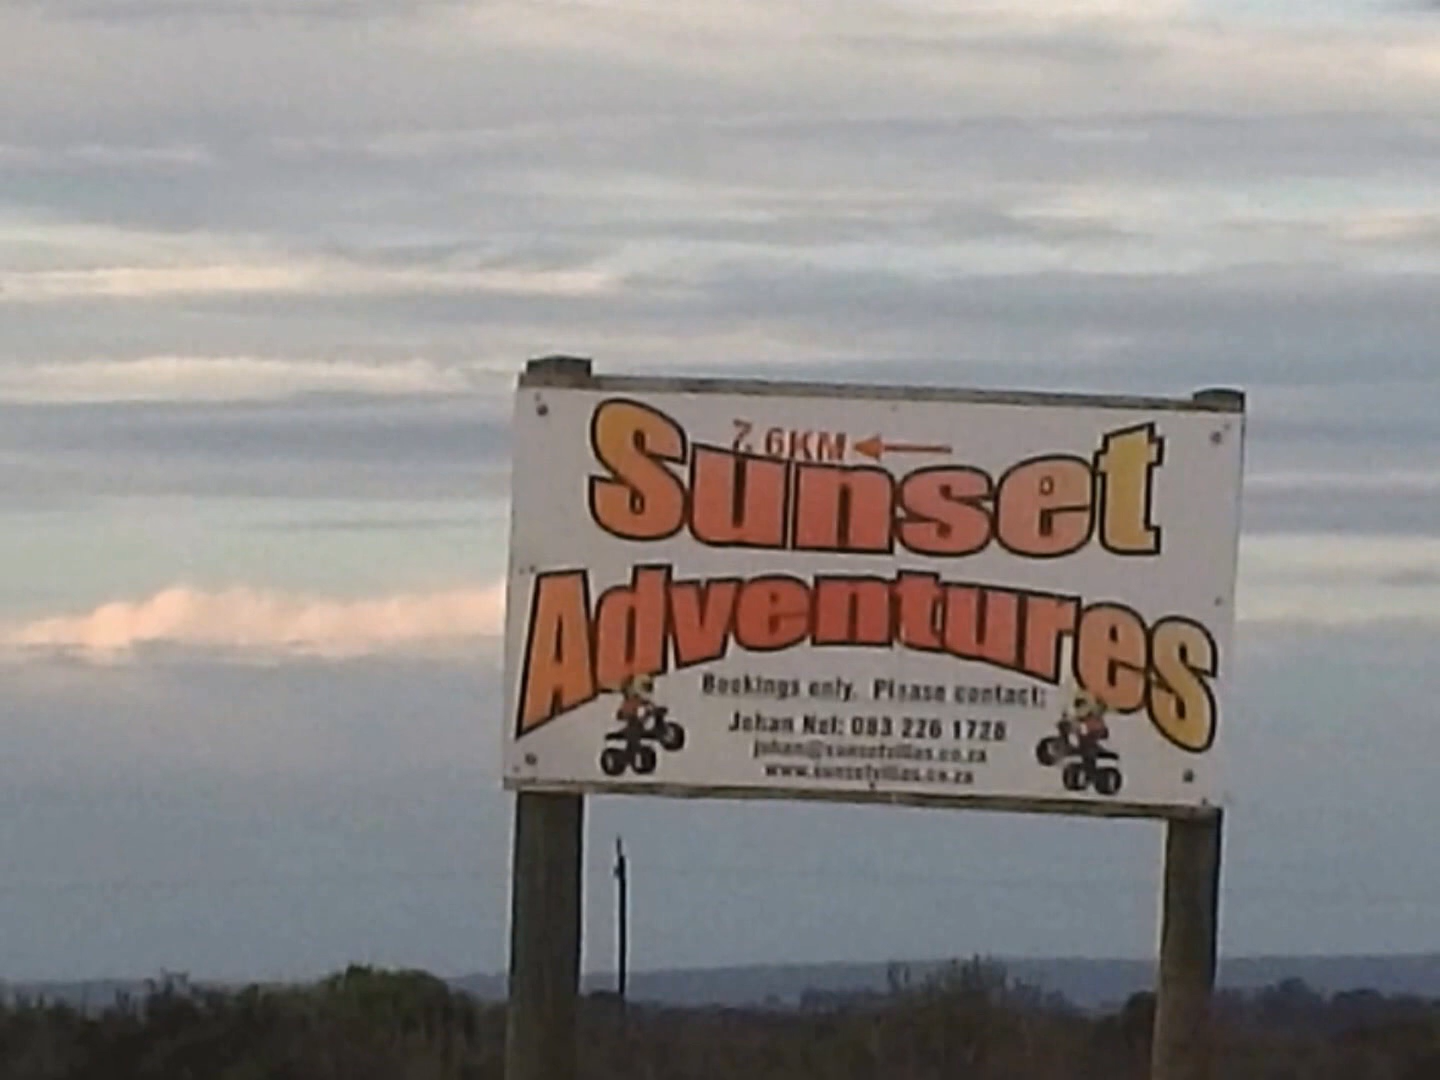 7.6KM
Sunset
Adventures
Bookings only. Please contact:
Johan Nel: 083 226 1728
johan@sunsetvillas.co.za
www.sunsetvillas.co.za